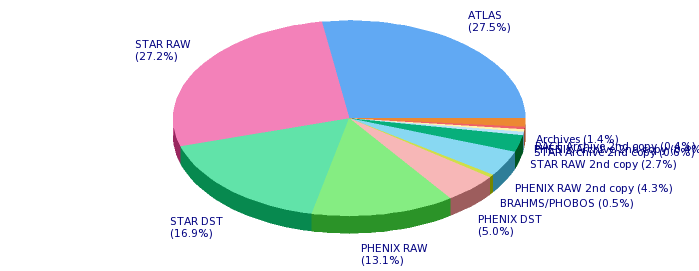 ATLAS
(27.5%)
STAR RAW
(27.2%)
Archives (1.4%)
STAR RAW 2nd copy (2.7%)
PHENIX RAW 2nd copy (4.3%)
BRAHMS/PHOBOS (0.5%)
PHENIX DST
(5.0%)
STAR DST
(16.9%)
PHENIX RAW
(13.1%)